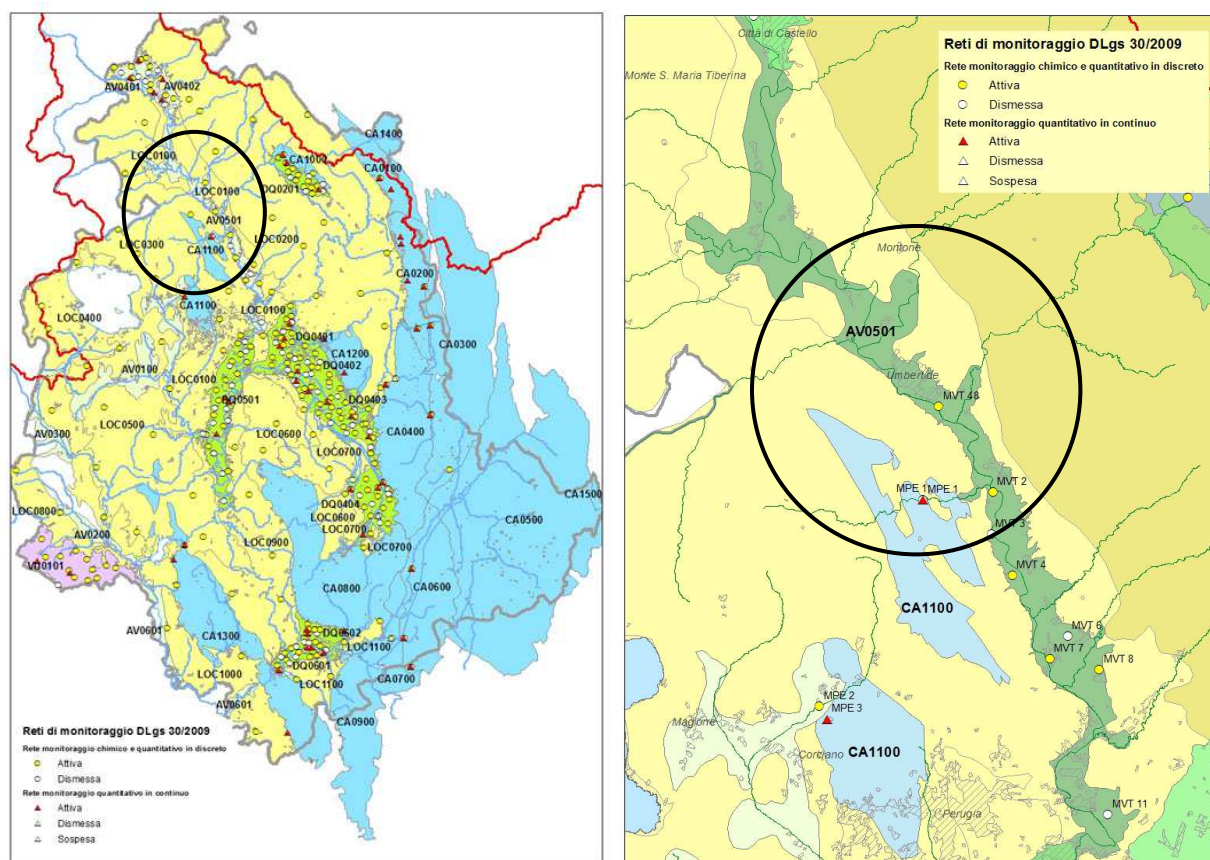 AV0401
AV0402
LOC0100
CA1400
CA1000
CA0100
DQ0201
LOC0100
AV0501
LOC0300
LOC0200
CA1100
CA0200
CA1100
LOC0100
LOC0400
DQ0401
CA0300
CA1200
AV0100
DQ0402
LOC0100
DQ0501
DQ0403
LOC0500
CA0400
AV0300
LOC0600
LOC0700
CA1500
DQ0404
LOC0800
LOC0600
LOC0700
CA0500
AV0200
LOC0900
LOC0700
VU0101
CA0800
CA0600
AV0601
CA1300
DQ0602
LOC1100
DQ0601
LOC1000
CA0700
LOC1100
AV0601
CA0900
Reti di monitoraggio DLgs 30/2009
Rete monitoraggio chimico e quantitativo in discreto
Attiva
Dismessa
Rete monitoraggio quantitativo in continuo
Attiva
Dismessa
Sospesa
Città di Castello
Monte S. Maria Tiberina
Reti di monitoraggio DLgs 30/2009
Rete monitoraggio chimico e quantitativo in discreto
Attiva
Dismessa
Rete monitoraggio quantitativo in continuo
Attiva
Dismessa
Sospesa
Montone
AV0501
Umbertide
MVT 48
MPE 1
MPE 1
MVT 2
MVT 3
MVT 4
CA1100
MVT 6
MVT 7
MVT 8
MPE 2
MPE 3
Magione
CA1100
Corciano
Perugia
MVT 11